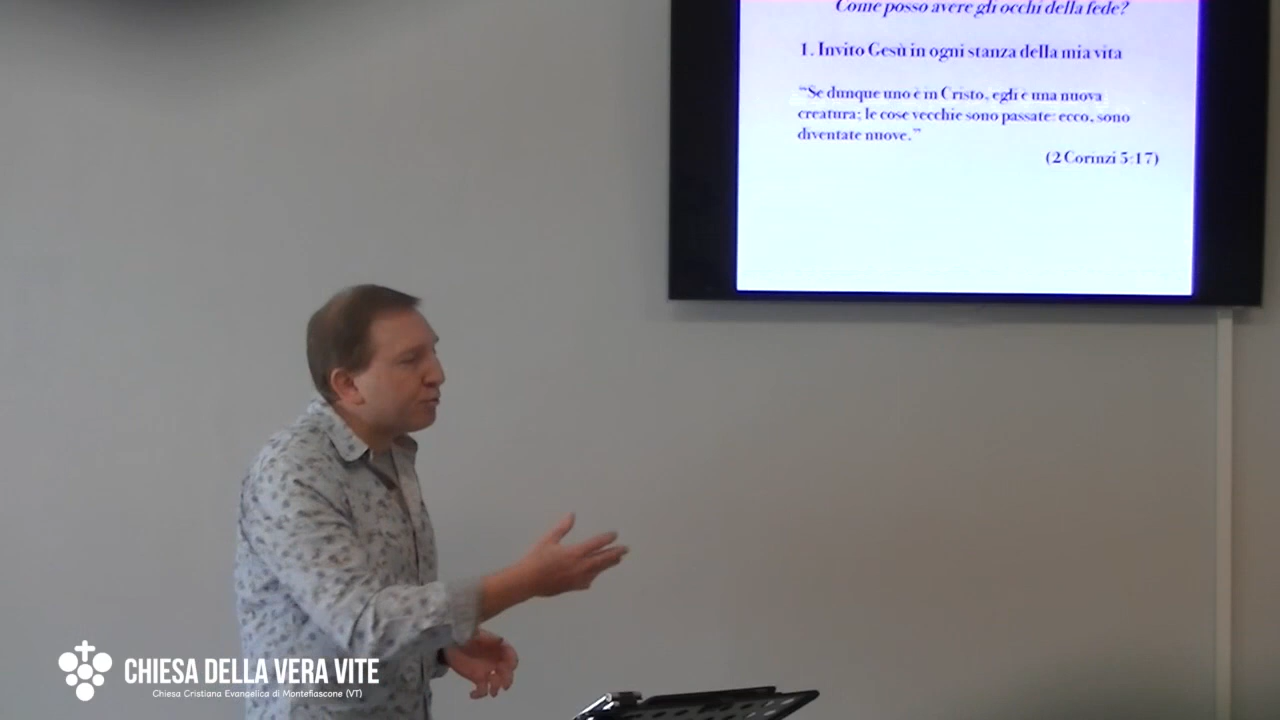 Come posso avere gli occhi della fede?
1. Invito Gesù in ogni stanza della mia vita
"Se dunque uno è in Cristo, egli è una nuova
creatura; le cose vecchie sono passate: ecco, sono
diventate nuove."
(2 Corinzi 5:17)
CHIESA DELLA VERA VITE
Chiesa Cristiana Evangelica di Montefiascone (VT)